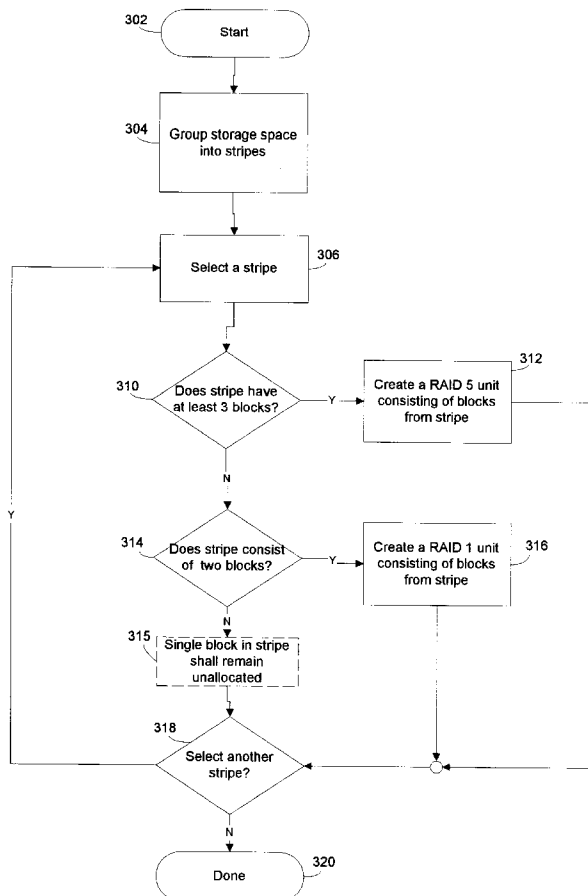 302
Start
304
Group storage space
into stripes
Select a stripe
306
310
Does stripe have
at least 3 blocks?
Y
312
Create a RAID 5 unit
consisting of blocks
from stripe
N
Y
314
Does stripe consist
of two blocks?
Y
Create a RAID 1 unit
consisting of blocks
from stripe
316
N
315
Single block in stripe
shall remain
unallocated
318
Select another
stripe?
N
Done
320